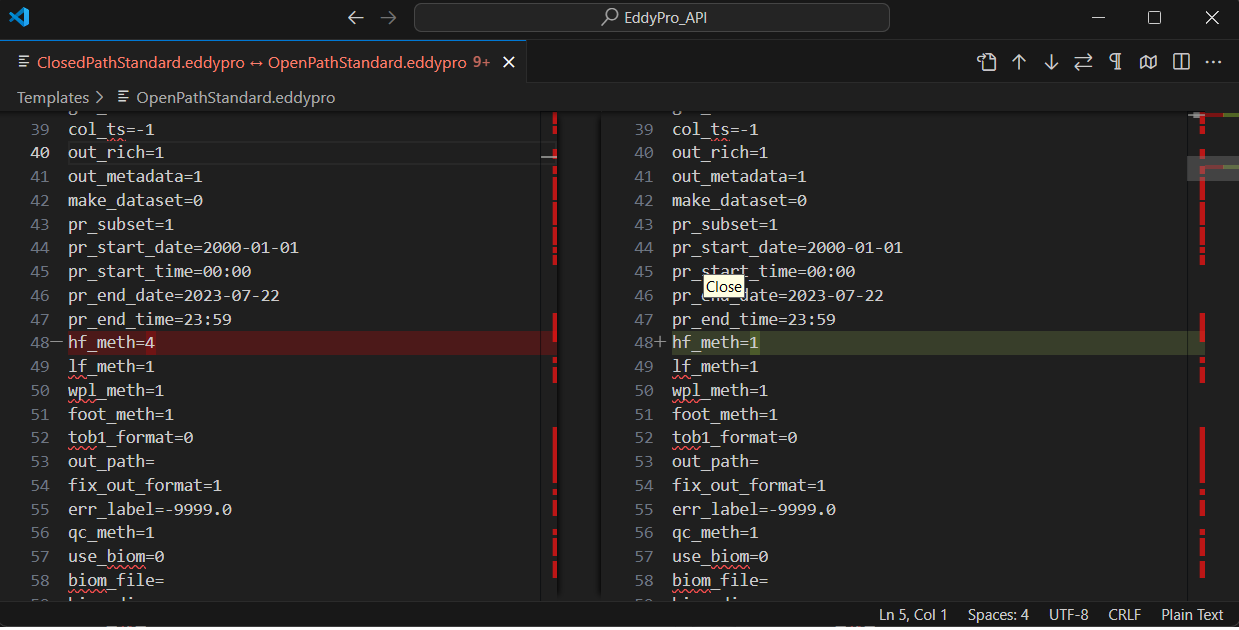 EddyPro_API
ClosedPathStandard.eddypro ↔ OpenPathStandard.eddypro 9+
Templates > OpenPathStandard.eddypro
39 col_ts=-1
40 out_rich=1
41 out_metadata=1
42 make_dataset=0
43 pr_subset=1
44 pr_start_date=2000-01-01
45 pr_start_time=00:00
46 pr_end_date=2023-07-22
47 pr_end_time=23:59
48− hf_meth=4
49 lf_meth=1
50 wpl_meth=1
51 foot_meth=1
52 tob1_format=0
53 out_path=
54 fix_out_format=1
55 err_label=-9999.0
56 qc_meth=1
57 use_biom=0
58 biom_file=
39 col_ts=-1
40 out_rich=1
41 out_metadata=1
42 make_dataset=0
43 pr_subset=1
44 pr_start_date=2000-01-01
45 pr_start_time=00:00
Close
46 pr_end_date=2023-07-22
47 pr_end_time=23:59
48+ hf_meth=1
49 lf_meth=1
50 wpl_meth=1
51 foot_meth=1
52 tob1_format=0
53 out_path=
54 fix_out_format=1
55 err_label=-9999.0
56 qc_meth=1
57 use_biom=0
58 biom_file=
Ln 5, Col 1 Spaces: 4 UTF-8 CRLF Plain Text